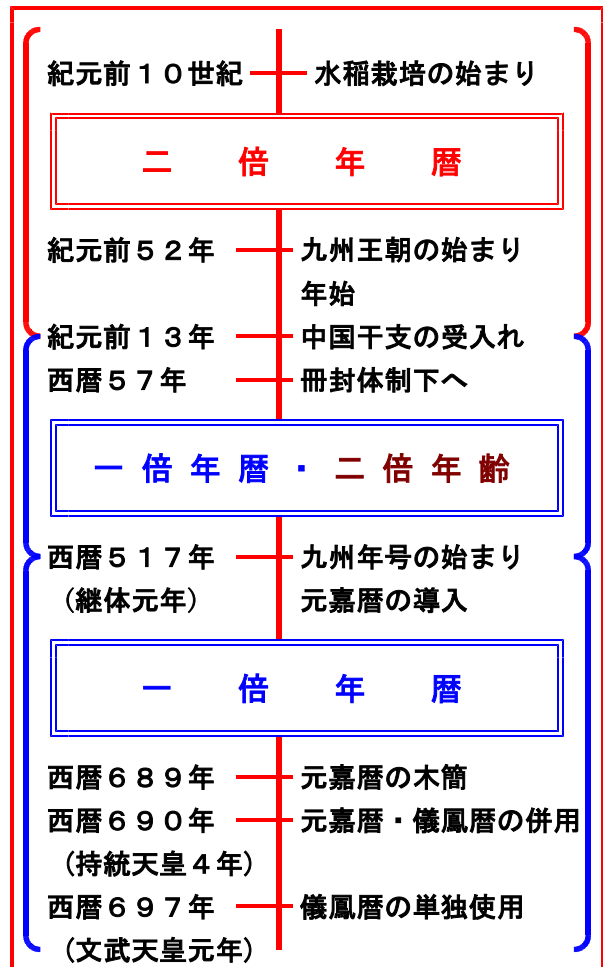 紀元前１０世紀 水稲栽培の始まり
二倍年暦
紀元前５２年 九州王朝の始まり
年始
紀元前１３年 中国干支の受入れ
西暦５７年 冊封体制下へ
一倍年暦・二倍年齢
西暦５１７年 九州年号の始まり
（継体元年） 元嘉暦の導入
一倍年暦
西暦６８９年 元嘉暦の木簡
西暦６９０年 元嘉暦・儀鳳暦の併用
（持統天皇４年）
西暦６９７年 儀鳳暦の単独使用
（文武天皇元年）